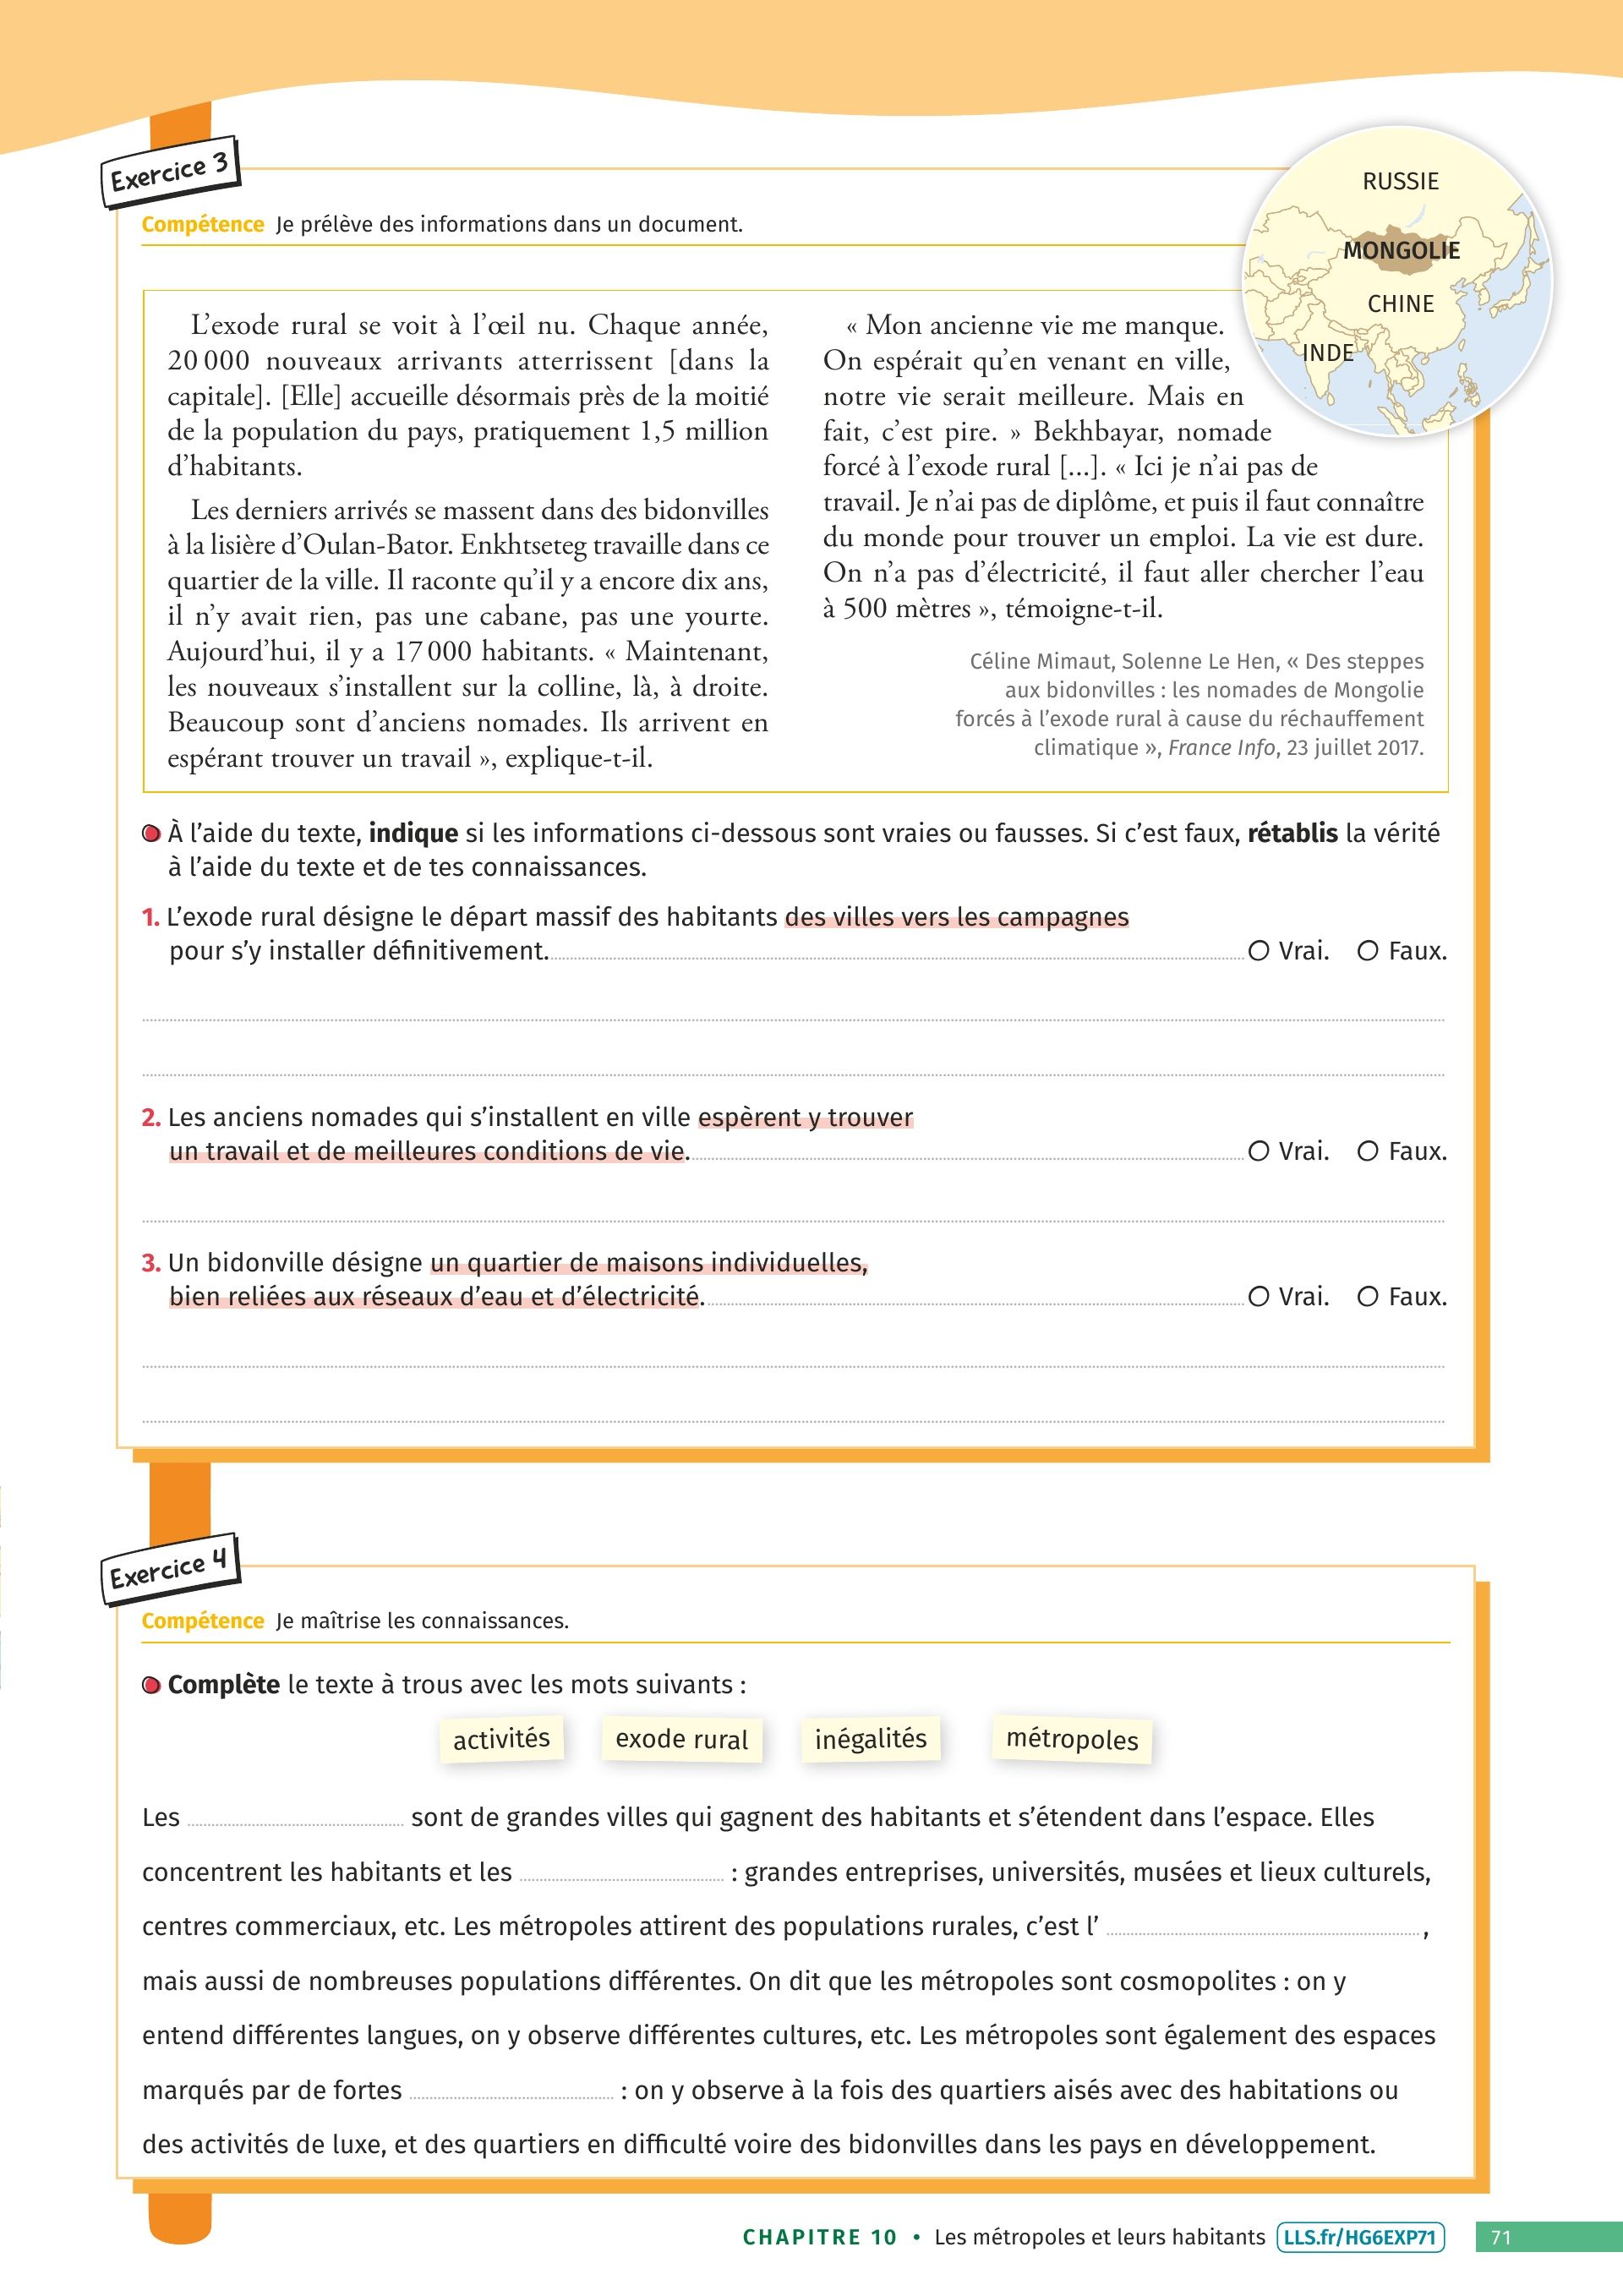 Exercice 3
Compétence Je prélève des informations dans un document.
RUSSIE
MONGOLIE
CHINE
INDE
L’exode rural se voit à l’œil nu. Chaque année,
20 000 nouveaux arrivants atterrissent [dans la
capitale]. [Elle] accueille désormais près de la moitié
de la population du pays, pratiquement 1,5 million
d’habitants.
Les derniers arrivés se massent dans des bidonvilles
à la lisière d’Oulan-Bator. Enkhtseteg travaille dans ce
quartier de la ville. Il raconte qu’il y a encore dix ans,
il n’y avait rien, pas une cabane, pas une yourte.
Aujourd’hui, il y a 17 000 habitants. « Maintenant,
les nouveaux s’installent sur la colline, là, à droite.
Beaucoup sont d’anciens nomades. Ils arrivent en
espérant trouver un travail », explique-t-il.
« Mon ancienne vie me manque.
On espérait qu’en venant en ville,
notre vie serait meilleure. Mais en
fait, c’est pire. » Bekhbayar, nomade
forcé à l’exode rural [...]. « Ici je n’ai pas de
travail. Je n’ai pas de diplôme, et puis il faut connaître
du monde pour trouver un emploi. La vie est dure.
On n’a pas d’électricité, il faut aller chercher l’eau
à 500 mètres », témoigne-t-il.
Céline Mimaut, Solenne Le Hen, « Des steppes
aux bidonvilles : les nomades de Mongolie
forcés à l’exode rural à cause du réchauffement
climatique », France Info, 23 juillet 2017.
À l’aide du texte, indique si les informations ci-dessous sont vraies ou fausses. Si c’est faux, rétablis la vérité
à l’aide du texte et de tes connaissances.
1. L’exode rural désigne le départ massif des habitants des villes vers les campagnes
pour s’y installer définitivement. Vrai. Faux.
2. Les anciens nomades qui s’installent en ville espèrent y trouver
un travail et de meilleures conditions de vie. Vrai. Faux.
3. Un bidonville désigne un quartier de maisons individuelles,
bien reliées aux réseaux d’eau et d’électricité. Vrai. Faux.
Exercice 4
Compétence Je maîtrise les connaissances.
Complète le texte à trous avec les mots suivants :
activités exode rural inégalités métropoles
Les ........ sont de grandes villes qui gagnent des habitants et s’étendent dans l’espace. Elles
concentrent les habitants et les ........ : grandes entreprises, universités, musées et lieux culturels,
centres commerciaux, etc. Les métropoles attirent des populations rurales, c’est l’ ........ ,
mais aussi de nombreuses populations différentes. On dit que les métropoles sont cosmopolites : on y
entend différentes langues, on y observe différentes cultures, etc. Les métropoles sont également des espaces
marqués par de fortes ........ : on y observe à la fois des quartiers aisés avec des habitations ou
des activités de luxe, et des quartiers en difficulté voire des bidonvilles dans les pays en développement.
CHAPITRE 10 • Les métropoles et leurs habitants LLS.fr/HG6EXP71 71